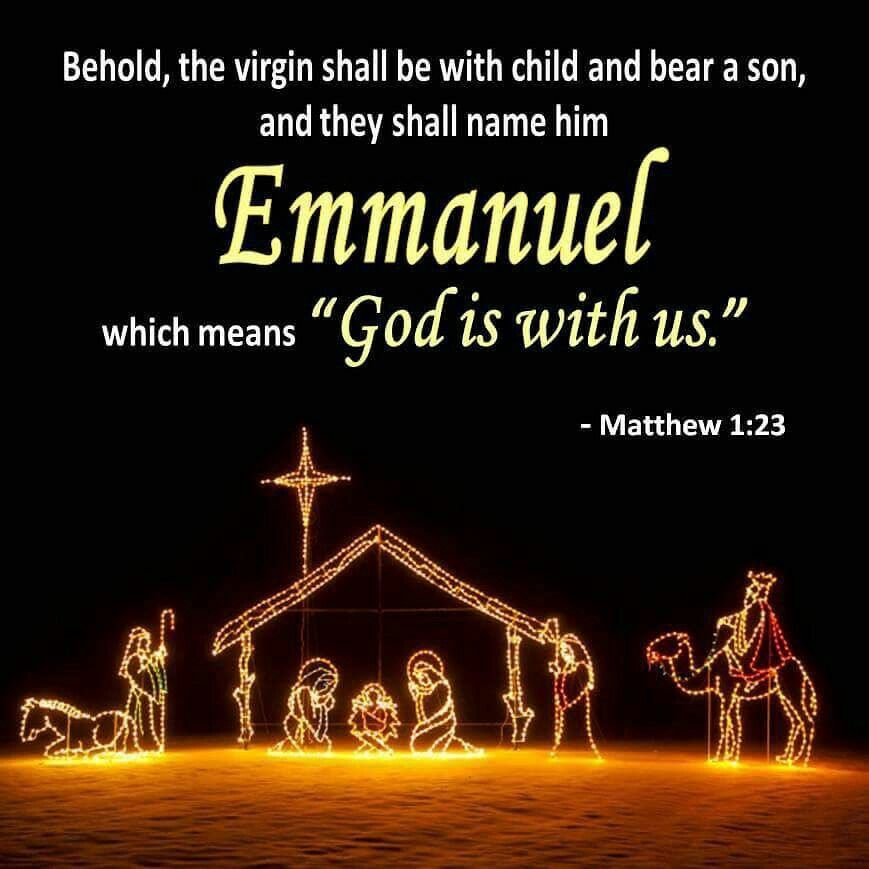 Behold, the virgin shall be with child and bear a son,
and they shall name him
Emmanuel
which means “God is with us.”
- Matthew 1:23